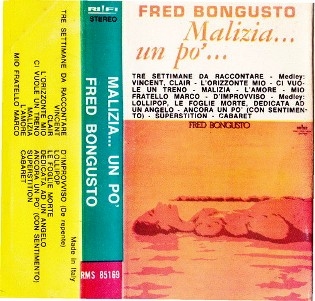 TRE SETTIMANE DA RACCONTARE
VINCENT
CLAIR
L'ORIZZONTE MIO
CI VUOLE UN TRENO
MALIZIA
L'AMORE
MIO FRATELLO MARCO
D'IMPROVVISO (De repente)
LOLLIPOP
LE FOGLIE MORTE
DEDICATA AD UN ANGELO
ANCORA UN PO' (CON SENTIMENTO)
SUPERSTITION
CABARET
Made in Italy
RIFI
STEREO
MALIZIA... UN PO'
FRED BONGUSTO
RMS 85169
FRED BONGUSTO
Malizia...
un po'...
TRE SETTIMANE DA RACCONTARE - Medley:
VINCENT, CLAIR - L'ORIZZONTE MIO - CI VUO-
LE UN TRENO - MALIZIA - L'AMORE - MIO
FRATELLO MARCO - D'IMPROVVISO - Medley:
LOLLIPOP, LE FOGLIE MORTE, DEDICATA AD
UN ANGELO - ANCORA UN PO' (CON SENTIMEN-
TO) - SUPERSTITION - CABARET
FRED BONGUSTO